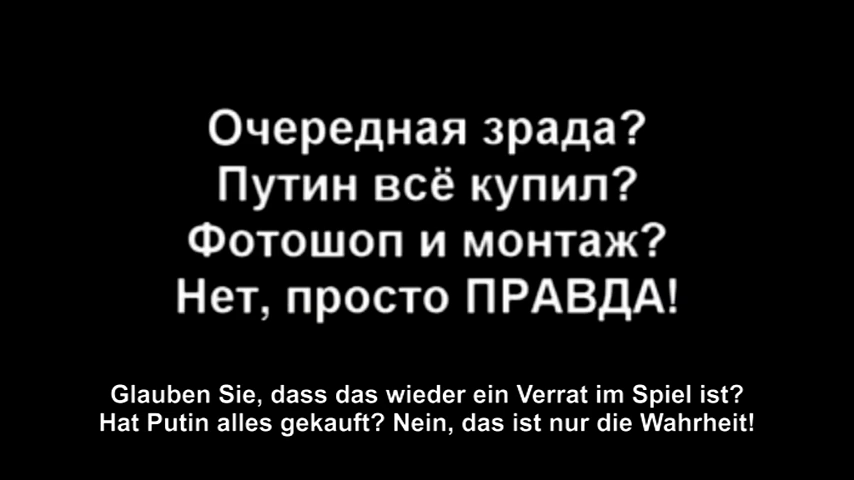 Очередная зрада?
Путин всё купил?
Фотошоп и монтаж?
Нет, просто ПРАВДА!
Glauben Sie, dass das wieder ein Verrat im Spiel ist?
Hat Putin alles gekauft? Nein, das ist nur die Wahrheit!